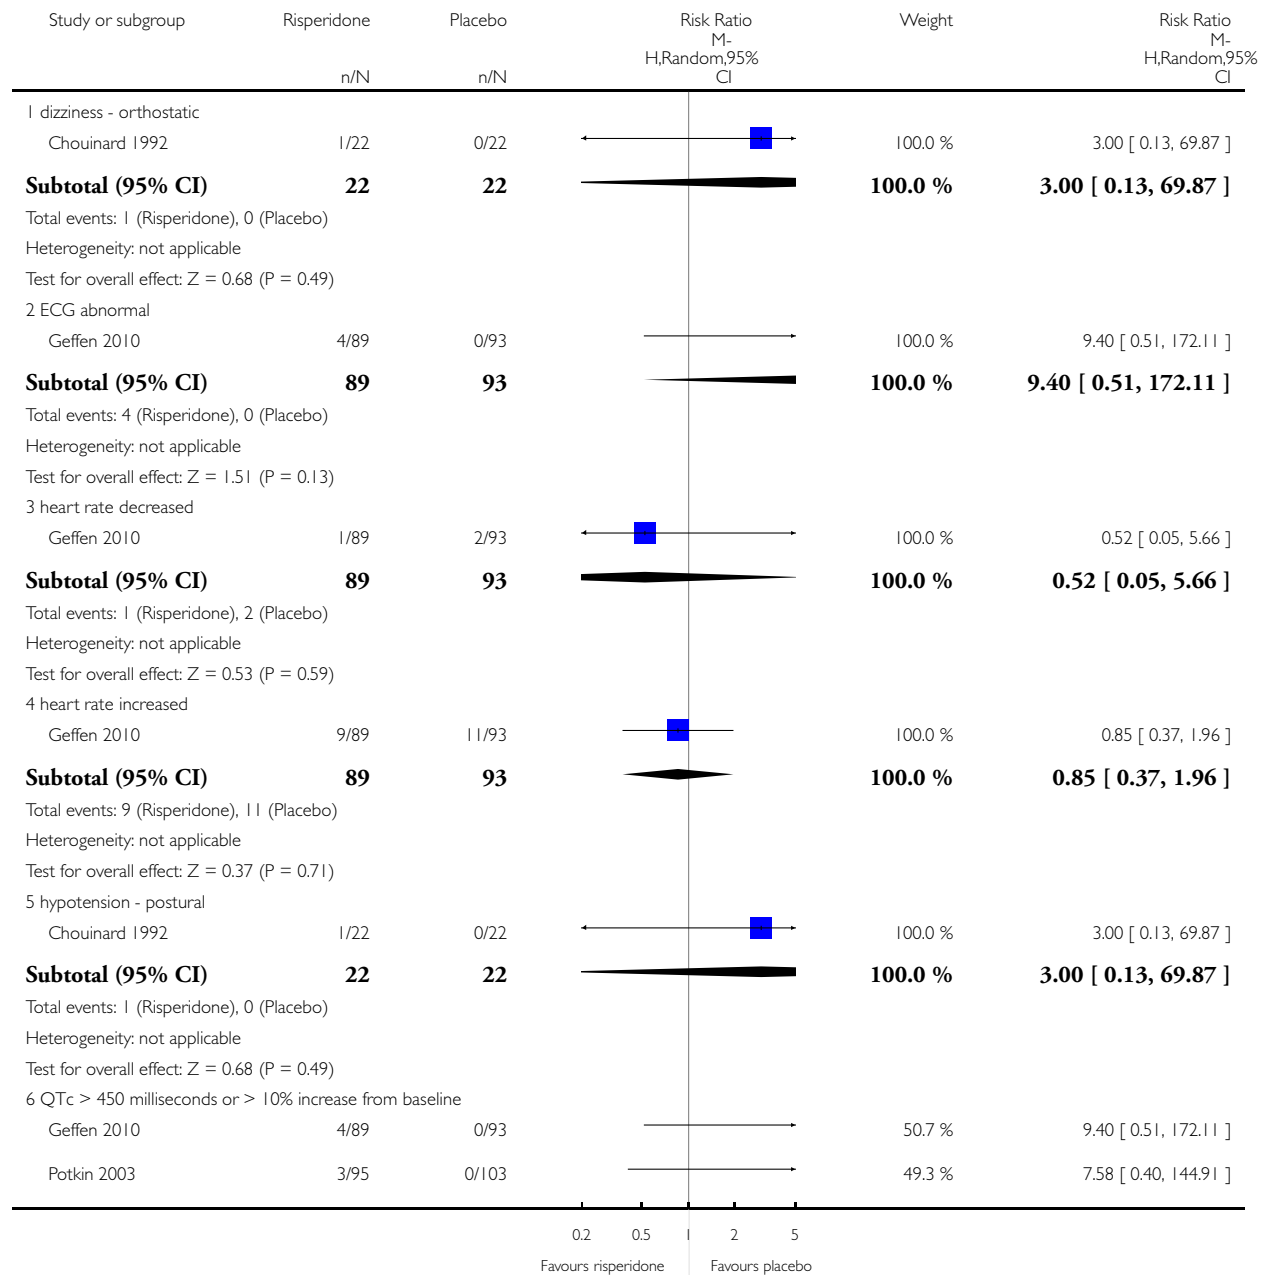 Study or subgroup Risperidone Placebo Risk Ratio Weight Risk Ratio
M- M-
H,Random,95% H,Random,95%
n/N n/N CI CI
1 dizziness - orthostatic
Chouinard 1992 1/22 0/22 100.0 % 3.00 [ 0.13, 69.87 ]
Subtotal (95% CI) 22 22 100.0 % 3.00 [ 0.13, 69.87 ]
Total events: 1 (Risperidone), 0 (Placebo)
Heterogeneity: not applicable
Test for overall effect: Z = 0.68 (P = 0.49)
2 ECG abnormal
Geffen 2010 4/89 0/93 100.0 % 9.40 [ 0.51, 172.11 ]
Subtotal (95% CI) 89 93 100.0 % 9.40 [ 0.51, 172.11 ]
Total events: 4 (Risperidone), 0 (Placebo)
Heterogeneity: not applicable
Test for overall effect: Z = 1.51 (P = 0.13)
3 heart rate decreased
Geffen 2010 1/89 2/93 100.0 % 0.52 [ 0.05, 5.66 ]
Subtotal (95% CI) 89 93 100.0 % 0.52 [ 0.05, 5.66 ]
Total events: 1 (Risperidone), 2 (Placebo)
Heterogeneity: not applicable
Test for overall effect: Z = 0.53 (P = 0.59)
4 heart rate increased
Geffen 2010 9/89 11/93 100.0 % 0.85 [ 0.37, 1.96 ]
Subtotal (95% CI) 89 93 100.0 % 0.85 [ 0.37, 1.96 ]
Total events: 9 (Risperidone), 11 (Placebo)
Heterogeneity: not applicable
Test for overall effect: Z = 0.37 (P = 0.71)
5 hypotension - postural
Chouinard 1992 1/22 0/22 100.0 % 3.00 [ 0.13, 69.87 ]
Subtotal (95% CI) 22 22 100.0 % 3.00 [ 0.13, 69.87 ]
Total events: 1 (Risperidone), 0 (Placebo)
Heterogeneity: not applicable
Test for overall effect: Z = 0.68 (P = 0.49)
6 QTc > 450 milliseconds or > 10% increase from baseline
Geffen 2010 4/89 0/93 50.7 % 9.40 [ 0.51, 172.11 ]
Potkin 2003 3/95 0/103 49.3 % 7.58 [ 0.40, 144.91 ]
0.2 0.5 1 2 5
Favours risperidone Favours placebo